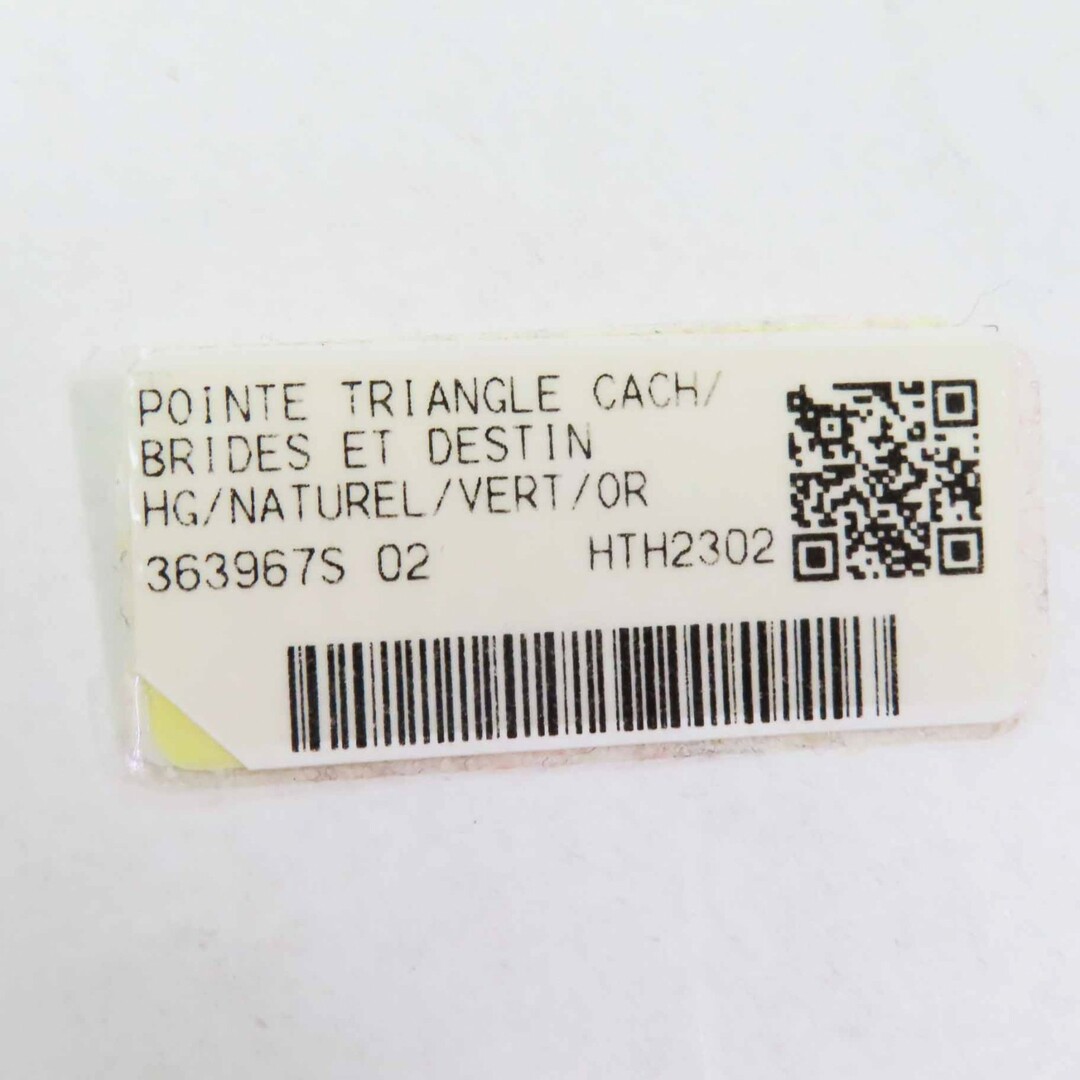 POINTE TRIANGLE CACH/
BRIDES ET DESTIN
HG/NATUREL/VERT/OR
363967S 02 HTH2302